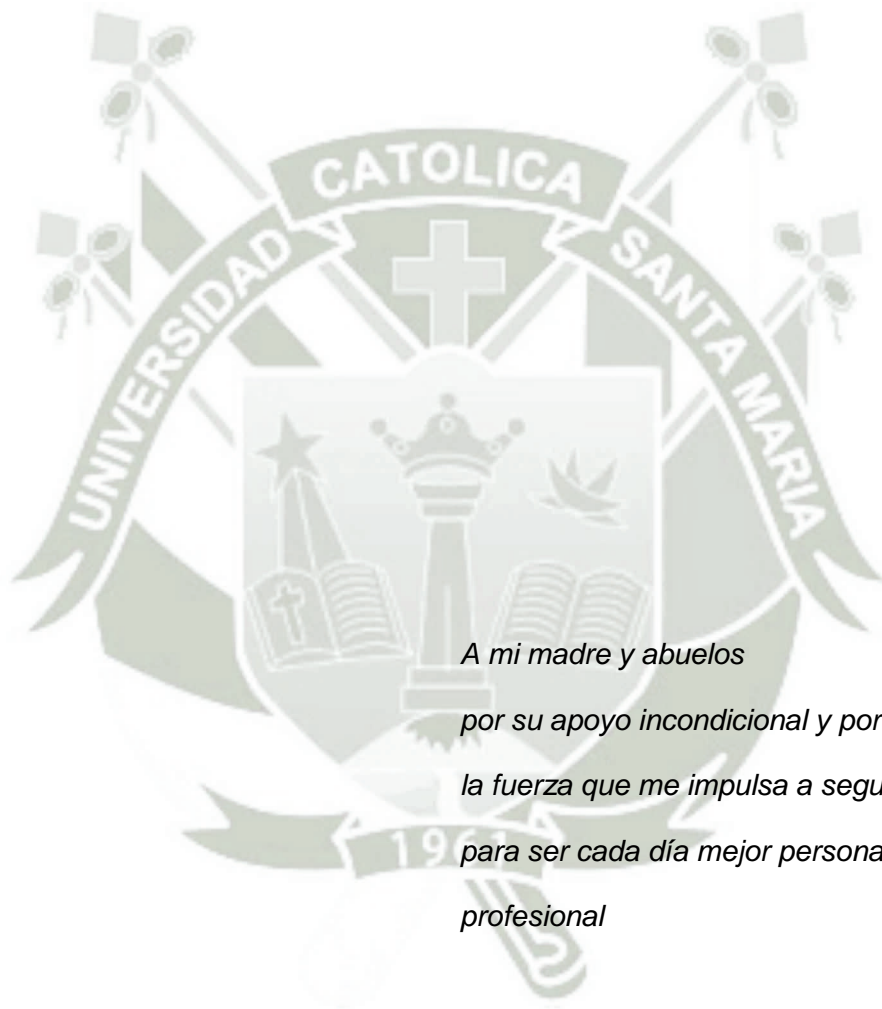 UNIVERSIDAD CATOLICA SANTA MARIA
A mi madre y abuelos
por su apoyo incondicional y por
la fuerza que me impulsa a segu
para ser cada día mejor persona
profesional
1961